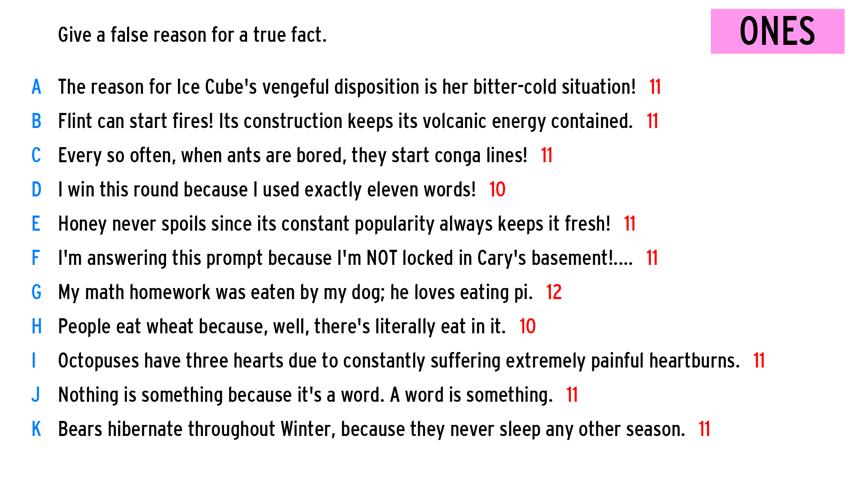 Give a false reason for a true fact.
ONES
A The reason for Ice Cube's vengeful disposition is her bitter-cold situation! 11
B Flint can start fires! Its construction keeps its volcanic energy contained. 11
C Every so often, when ants are bored, they start conga lines! 11
D I win this round because I used exactly eleven words! 10
E Honey never spoils since its constant popularity always keeps it fresh! 11
F I'm answering this prompt because I'm NOT locked in Cary's basement!.... 11
G My math homework was eaten by my dog; he loves eating pi. 12
H People eat wheat because, well, there's literally eat in it. 10
I Octopuses have three hearts due to constantly suffering extremely painful heartburns. 11
J Nothing is something because it's a word. A word is something. 11
K Bears hibernate throughout Winter, because they never sleep any other season. 11